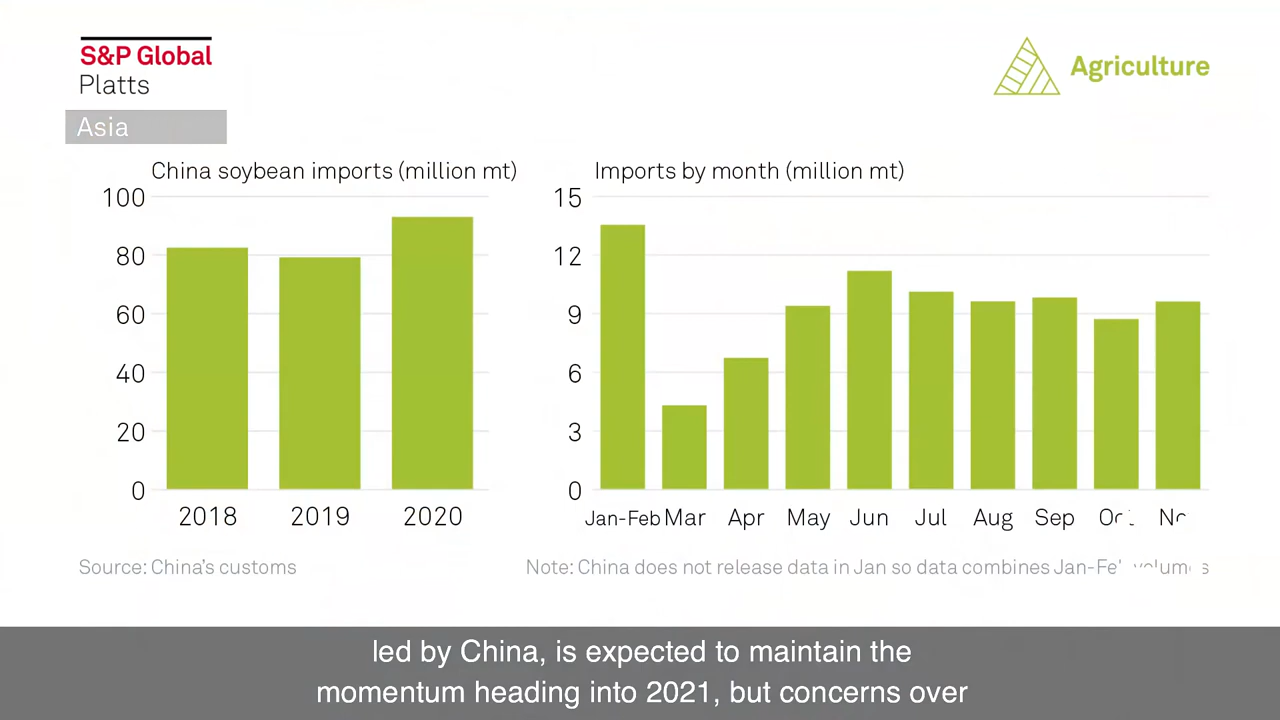 S&P Global
Platts
Agriculture
Asia
China soybean imports (million mt)
100
80
60
40
20
0
2018 2019 2020
Imports by month (million mt)
15
12
9
6
3
0
Jan-Feb Mar Apr May Jun Jul Aug Sep
Source: China's customs
Note: China does not release data in Jan so data combines
led by China, is expected to maintain the
momentum heading into 2021, but concerns over